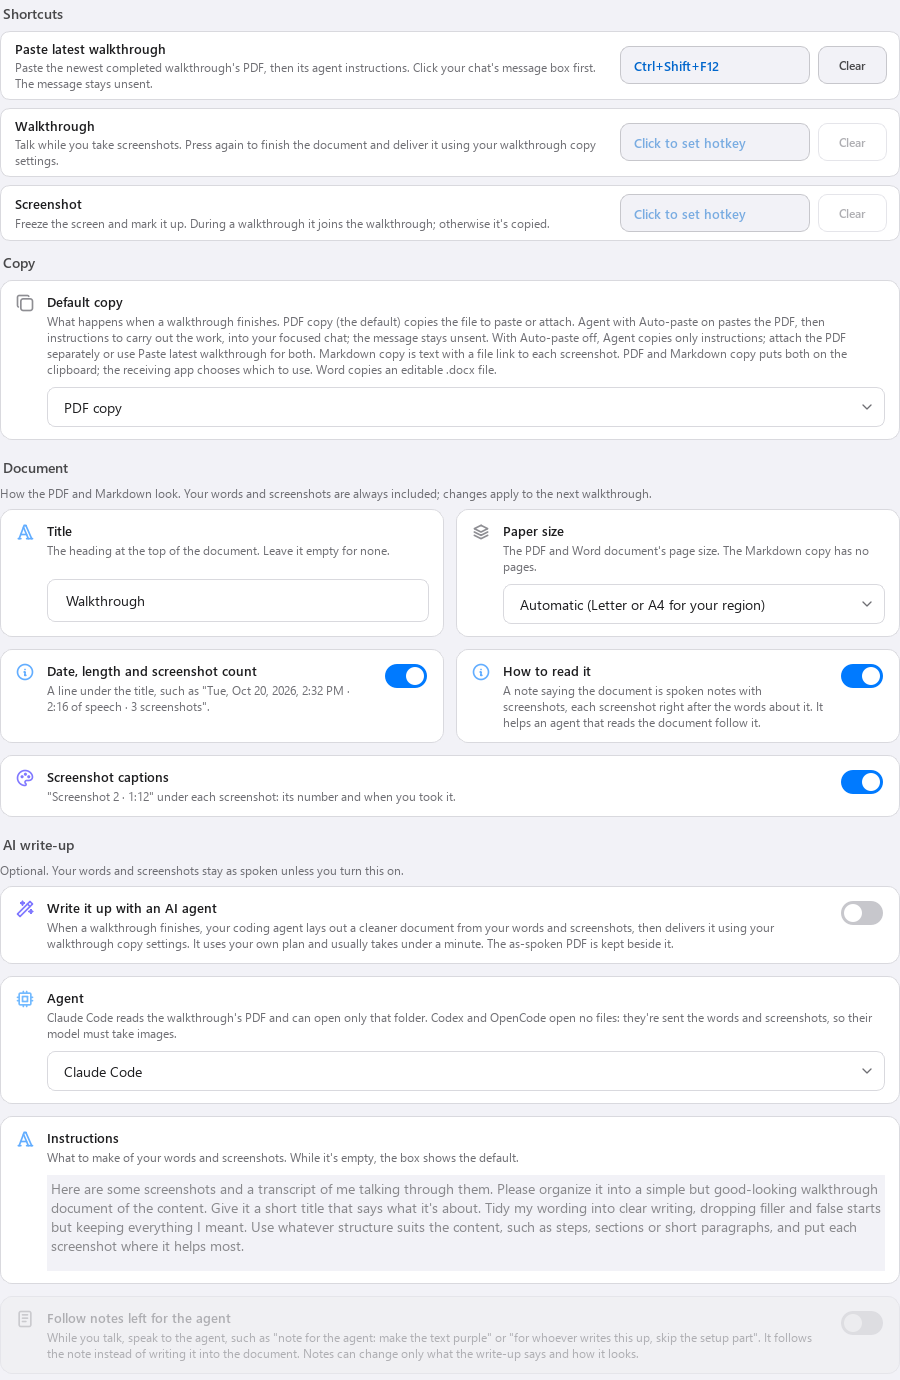 Shortcuts
Paste latest walkthrough
Paste the newest completed walkthrough's PDF, then its agent instructions. Click your chat's message box first.
The message stays unsent.
Ctrl+Shift+F12
Clear
Walkthrough
Talk while you take screenshots. Press again to finish the document and deliver it using your walkthrough copy
settings.
Click to set hotkey
Clear
Screenshot
Freeze the screen and mark it up. During a walkthrough it joins the walkthrough; otherwise it's copied.
Click to set hotkey
Clear
Copy
Default copy
What happens when a walkthrough finishes. PDF copy (the default) copies the file to paste or attach. Agent with Auto-paste on pastes the PDF, then
instructions to carry out the work, into your focused chat; the message stays unsent. With Auto-paste off, Agent copies only instructions; attach the PDF
separately or use Paste latest walkthrough for both. Markdown copy is text with a file link to each screenshot. PDF and Markdown copy puts both on the
clipboard; the receiving app chooses which to use. Word copies an editable .docx file.
PDF copy
Document
How the PDF and Markdown look. Your words and screenshots are always included; changes apply to the next walkthrough.
Title
The heading at the top of the document. Leave it empty for none.
Walkthrough
Paper size
The PDF and Word document's page size. The Markdown copy has no
pages.
Automatic (Letter or A4 for your region)
Date, length and screenshot count
A line under the title, such as "Tue, Oct 20, 2026, 2:32 PM ·
2:16 of speech · 3 screenshots".
How to read it
A note saying the document is spoken notes with
screenshots, each screenshot right after the words about it. It
helps an agent that reads the document follow it.
Screenshot captions
"Screenshot 2 · 1:12" under each screenshot: its number and when you took it.
AI write-up
Optional. Your words and screenshots stay as spoken unless you turn this on.
Write it up with an AI agent
When a walkthrough finishes, your coding agent lays out a cleaner document from your words and screenshots, then delivers it using your
walkthrough copy settings. It uses your own plan and usually takes under a minute. The as-spoken PDF is kept beside it.
Agent
Claude Code reads the walkthrough's PDF and can open only that folder. Codex and OpenCode open no files: they're sent the words and screenshots, so their
model must take images.
Claude Code
Instructions
What to make of your words and screenshots. While it's empty, the box shows the default.
Here are some screenshots and a transcript of me talking through them. Please organize it into a simple but good-looking walkthrough
document of the content. Give it a short title that says what it's about. Tidy my wording into clear writing, dropping filler and false starts
but keeping everything I meant. Use whatever structure suits the content, such as steps, sections or short paragraphs, and put each
screenshot where it helps most.
Follow notes left for the agent
While you talk, speak to the agent, such as "note for the agent: make the text purple" or "for whoever writes this up, skip the setup part". It follows
the note instead of writing it into the document. Notes can change only what the write-up says and how it looks.